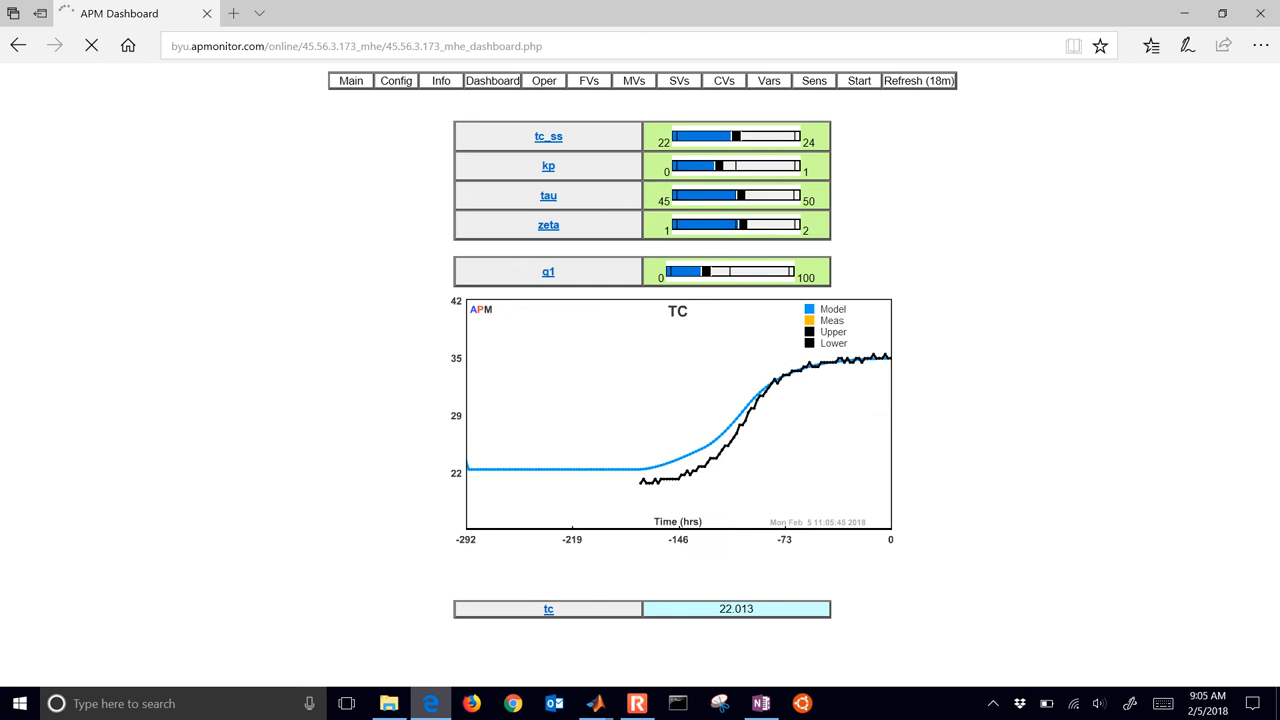 APM Dashboard
byu.apmonitor.com/online/45.56.3.173_mhe/45.56.3.173_mhe_dashboard.php
Main Config Info Dashboard Oper FVs MVs SVs CVs Vars Sens Start Refresh (18m)
tc_ss 22 24
kp 0 1
tau 45 50
zeta 1 2
q1 0 100
42 APM TC Model
Meas
Upper
Lower
35
29
22
Time (hrs) Mon Feb 5 11:05:45 2018
-292 -219 -146 -73 0
tc 22.013
Type here to search
9:05 AM
2/5/2018